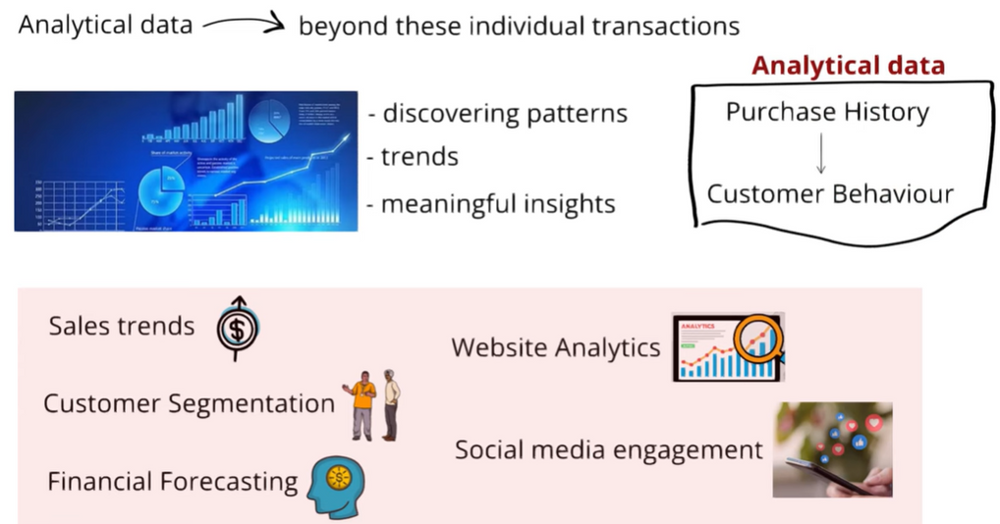 Analytical data
beyond these individual transactions
Analytical data
Purchase History
Customer Behaviour
- discovering patterns
- trends
- meaningful insights
Sales trends
Customer Segmentation
Financial Forecasting
Website Analytics
ANALYTICS
Social media engagement